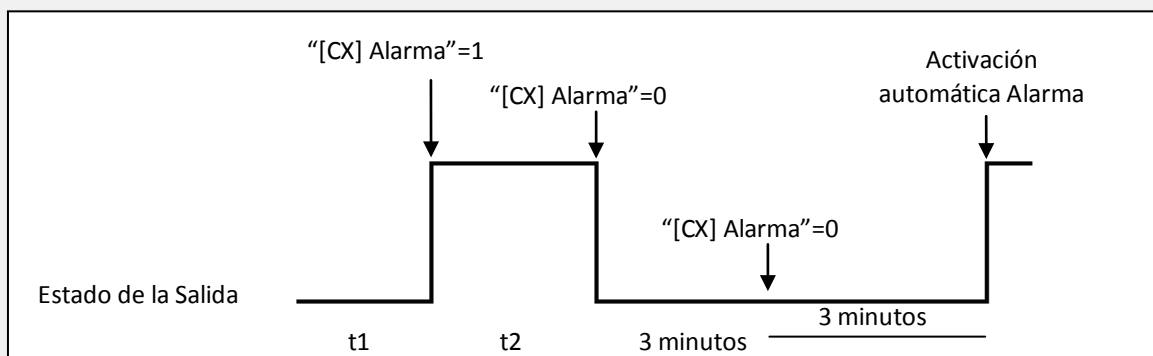 “[CX] Alarma”=1
“[CX] Alarma”=0
Activación
automática Alarma
“[CX] Alarma”=0
Estado de la Salida
3 minutos
t1
t2
3 minutos